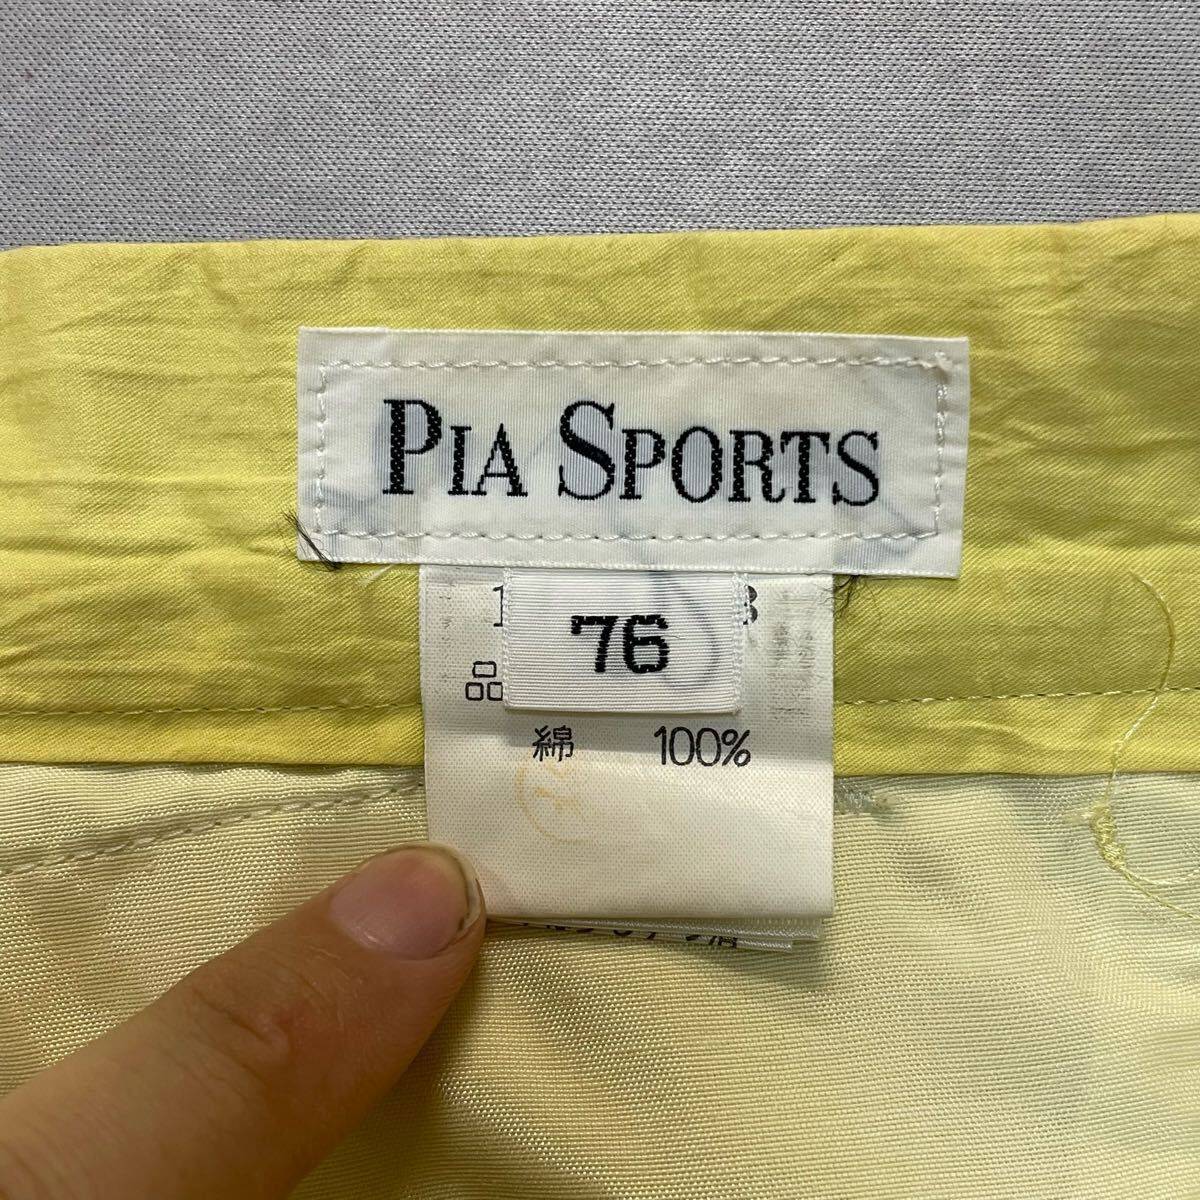 PIA SPORTS
76
品
綿 100%